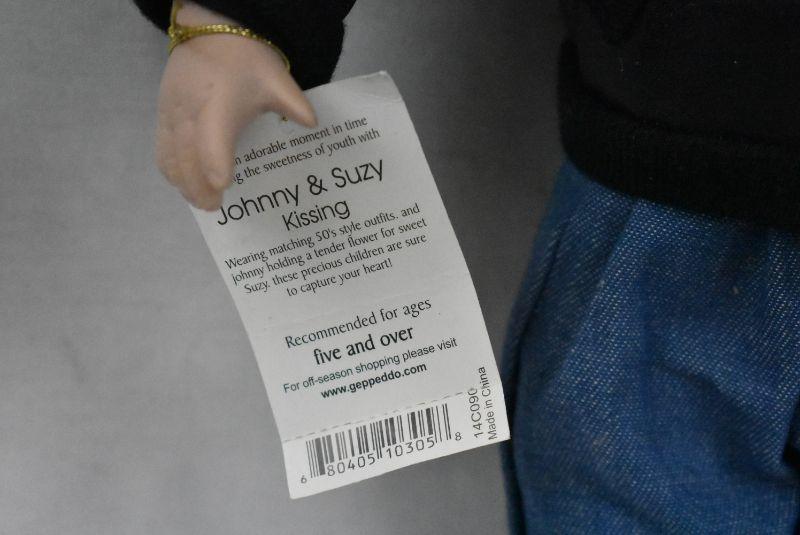 adorable moment in time
the sweetness of youth with
Johnny & Suzy
Kissing
Wearing matching 50's style outfits, and
johnny holding a tender flower for sweet
Suzy, these precious children are sure
to capture your heart!
Recommended for ages
five and over
For off-season shopping please visit
www.geppeddo.com
14C090
Made in China
6 80405 10305 8